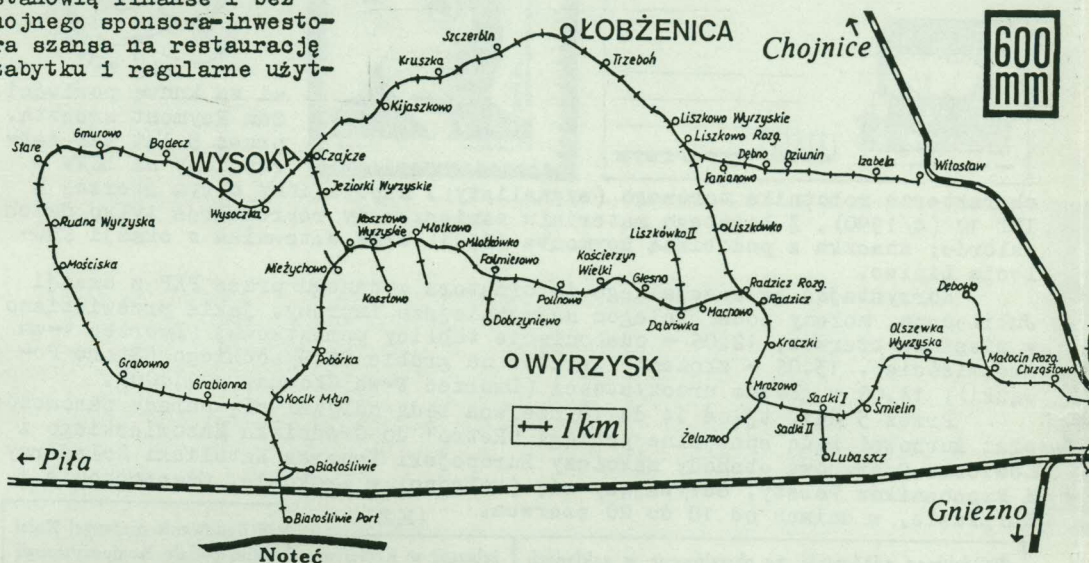 stanowią finanse i bez
hojnego sponsora-inwesto-
ra szansa na restaurację
zabytku i regularne użyt-
600
mm
Chojnice
ŁOBŻENICA
Szczerbin
Kruszka
Trzeboń
Kijaszkowo
Liszkowo Wyrzyskie
Liszkowo Rozg.
Gmurowo
Bądecz
Stare
WYSOKA
Czajcze
Dębno
Dziunin
Izabela
Witosław
Fanianowo
Jeziorki Wyrzyskie
Wysoczka
Rudna Wyrzyska
Kosztowo
Wyrzyskie
Młotkowo
Liszkówko II
Liszkówko
Młotkówko
Mościska
Nieżychowo
Polmierowo
Kościerzyn
Wielki
Glesno
Radzicz Rozg.
Radzicz
Dębowo
Kosztowo
Polinowo
Dobrzyniewo
Dąbrówka
Machowo
Olszewka
Wyrzyska
Kraczki
Pobórka
WYRZYSK
Małocin Rozg.
Chrząstowo
Grabowno
Grabionna
Kocik Młyn
Mrozowo
Sadki I
Śmielin
1km
Sadki II
Żelazno
Lubaszcz
Piła
Białośliwie
Białośliwie Port
Gniezno
Noteć